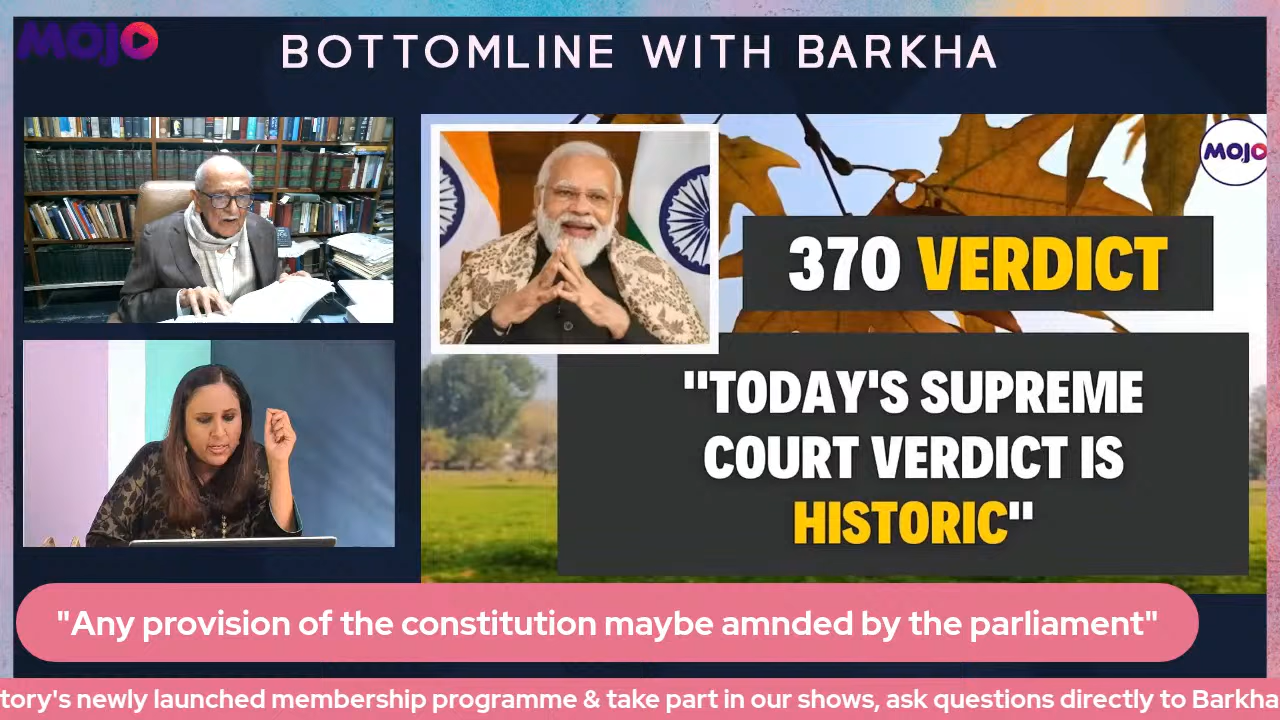 MOJO
BOTTOMLINE WITH BARKHA
MOJO
370 VERDICT
"TODAY'S SUPREME
COURT VERDICT IS
HISTORIC"
"Any provision of the constitution maybe amnded by the parliament"
tory's newly launched membership programme & take part in our shows, ask questions directly to Barkha